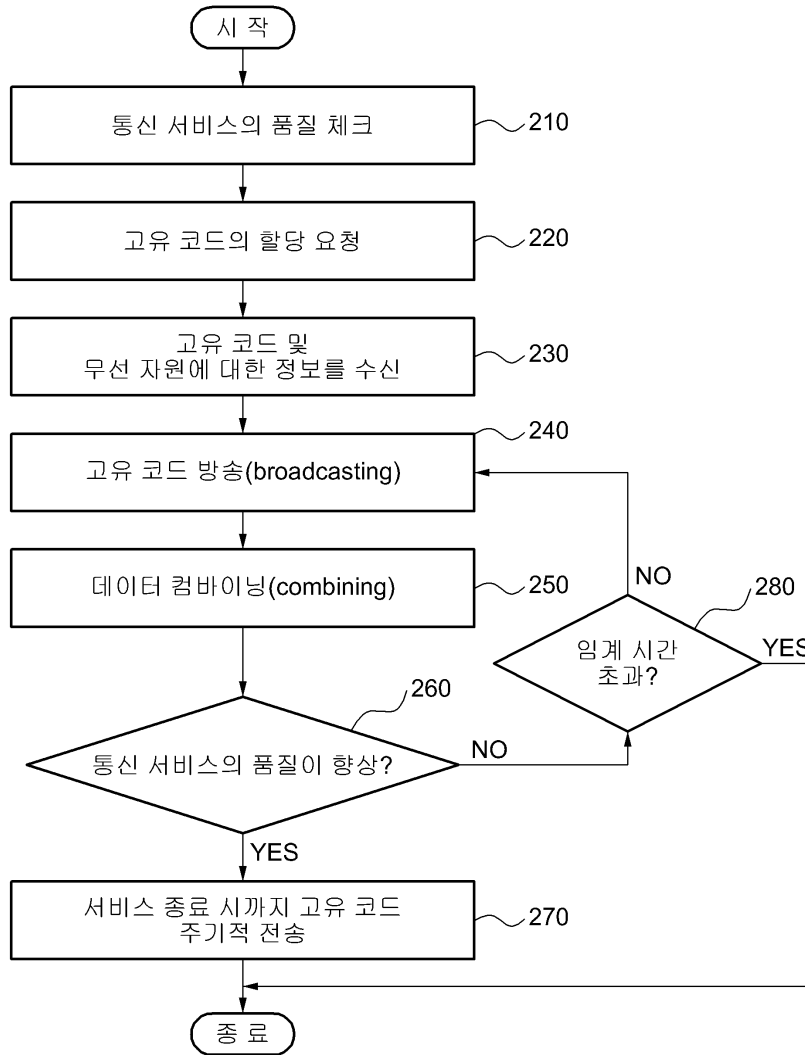 시 작
통신 서비스의 품질 체크
210
고유 코드의 할당 요청
220
고유 코드 및
무선 자원에 대한 정보를 수신
230
240
고유 코드 방송(broadcasting)
데이터 컴바이닝(combining)
250
NO
280
임계 시간
초과?
YES
260
통신 서비스의 품질이 향상?
NO
YES
서비스 종료 시까지 고유 코드
주기적 전송
270
종 료